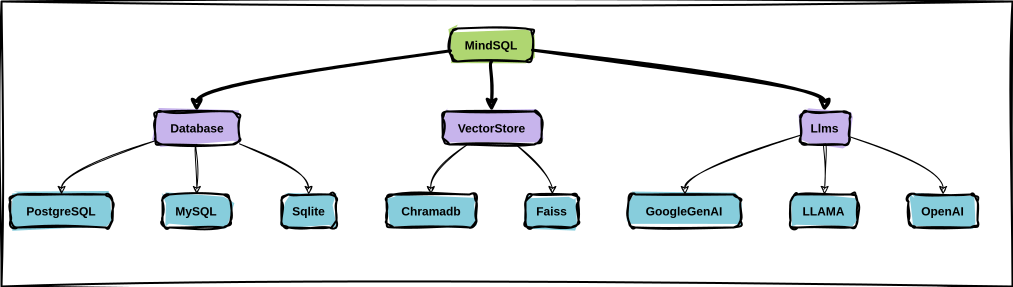 MindSQL
Database
VectorStore
Llms
PostgreSQL
MySQL
Sqlite
Chramadb
Faiss
GoogleGenAI
LLAMA
OpenAI